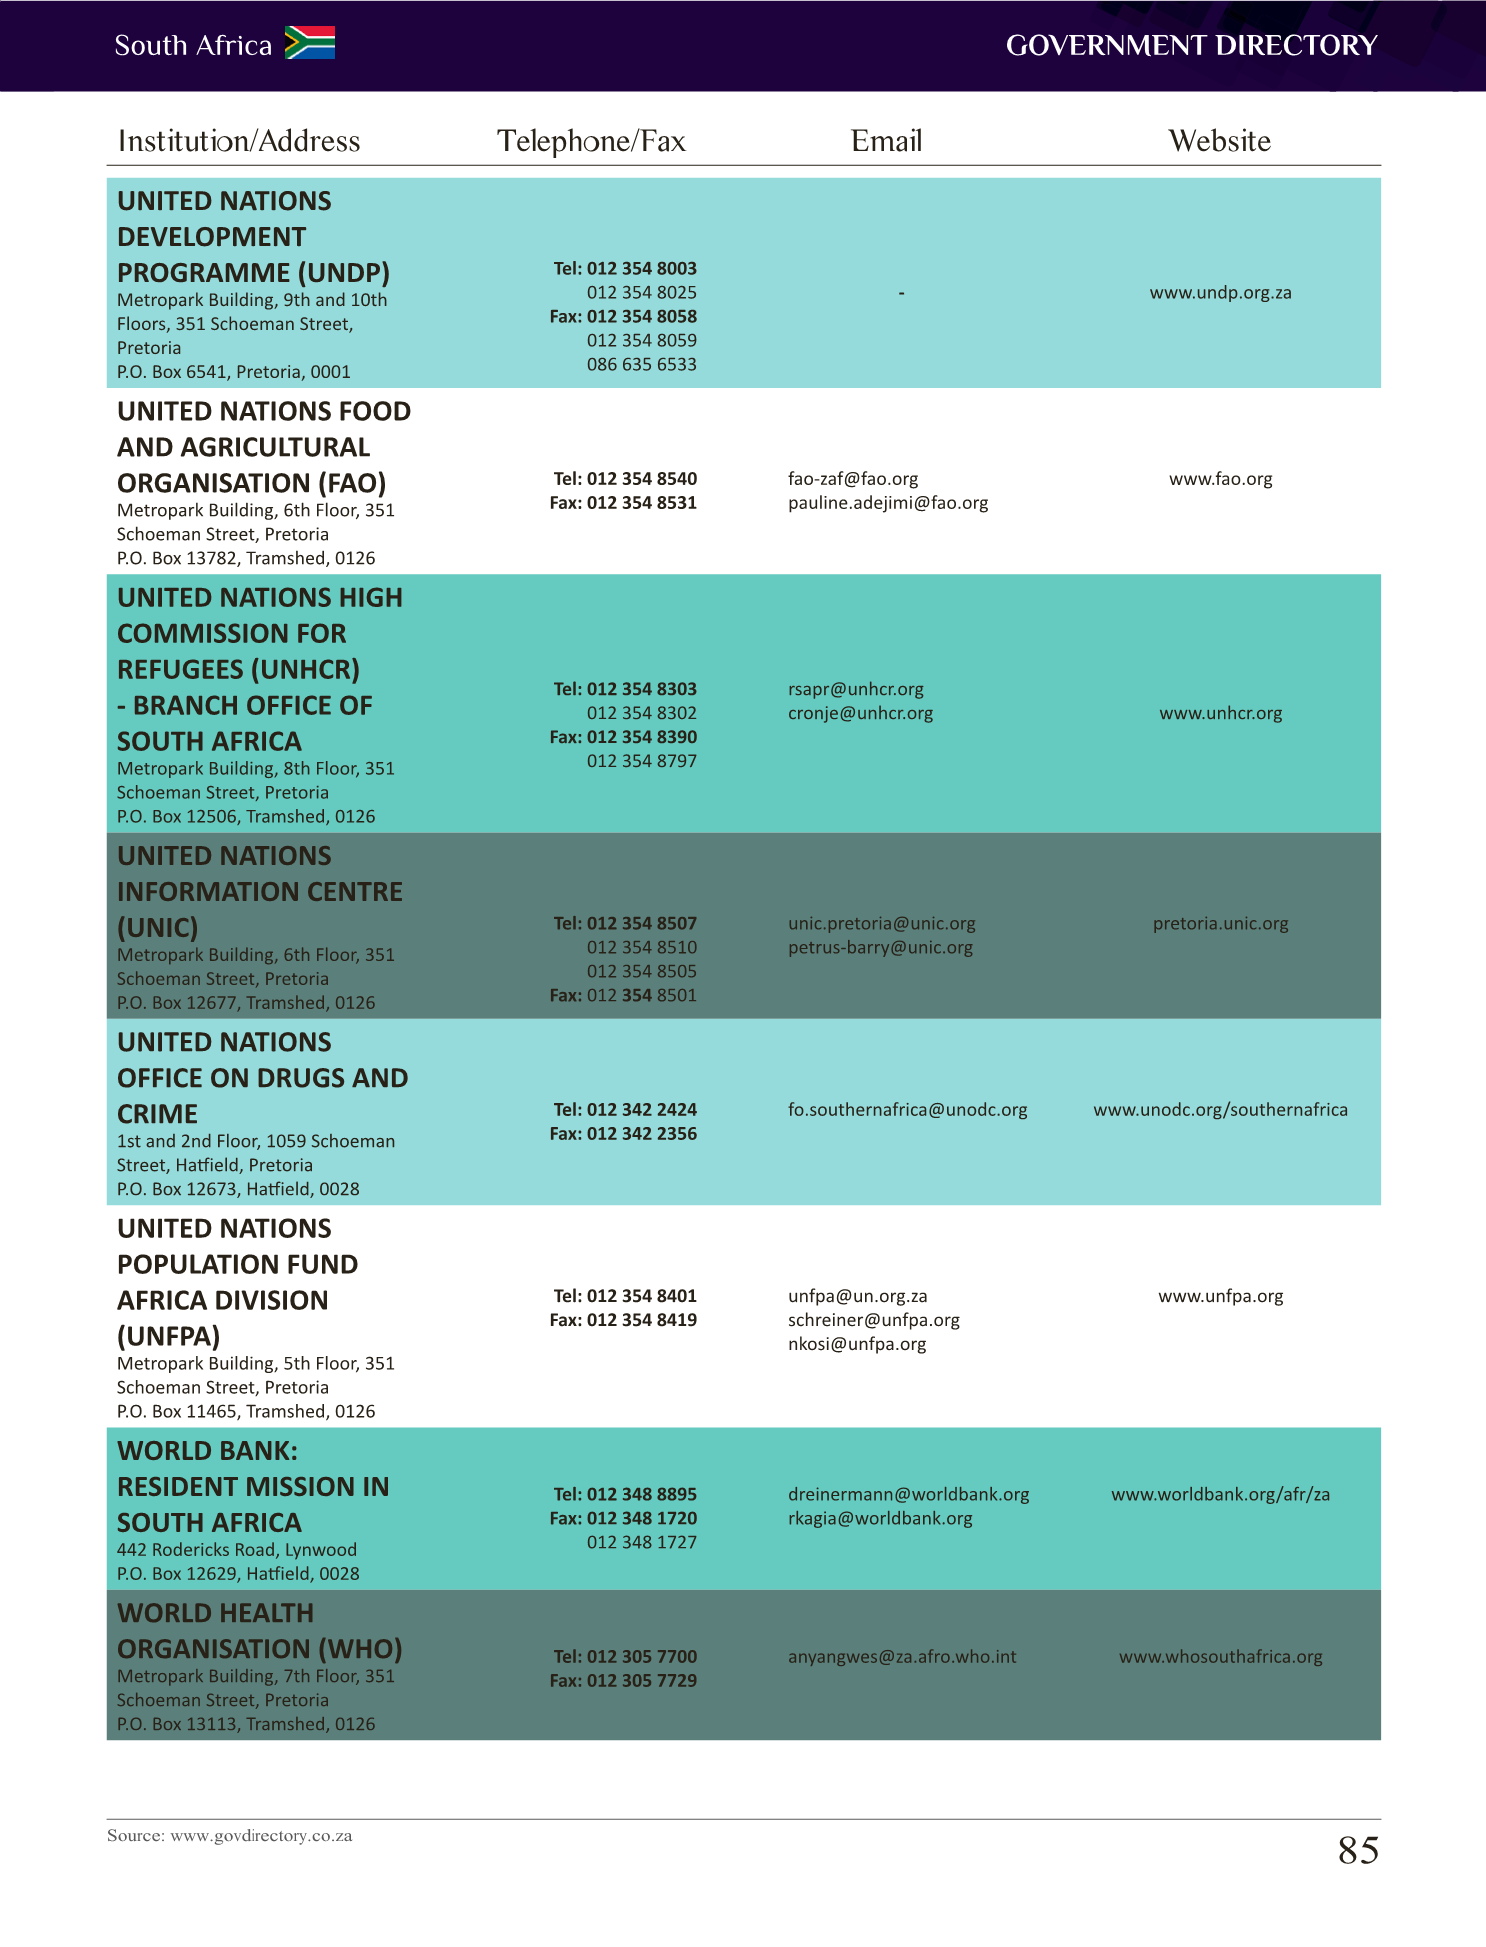 South Africa
GOVERNMENT DIRECTORY
Institution/Address Telephone/Fax Email Website
UNITED NATIONS
DEVELOPMENT
PROGRAMME (UNDP)
Metropark Building, 9th and 10th
Floors, 351 Schoeman Street,
Pretoria
P.O. Box 6541, Pretoria, 0001
Tel: 012 354 8003
012 354 8025
Fax: 012 354 8058
012 354 8059
086 635 6533
-
www.undp.org.za
UNITED NATIONS FOOD
AND AGRICULTURAL
ORGANISATION (FAO)
Metropark Building, 6th Floor, 351
Schoeman Street, Pretoria
P.O. Box 13782, Tramshed, 0126
Tel: 012 354 8540
Fax: 012 354 8531
fao-zaf@fao.org
pauline.adejimi@fao.org
www.fao.org
UNITED NATIONS HIGH
COMMISSION FOR
REFUGEES (UNHCR)
- BRANCH OFFICE OF
SOUTH AFRICA
Metropark Building, 8th Floor, 351
Schoeman Street, Pretoria
P.O. Box 12506, Tramshed, 0126
Tel: 012 354 8303
012 354 8302
Fax: 012 354 8390
012 354 8797
rsapr@unhcr.org
cronje@unhcr.org
www.unhcr.org
UNITED NATIONS
INFORMATION CENTRE
(UNIC)
Metropark Building, 6th Floor, 351
Schoeman Street, Pretoria
P.O. Box 12677, Tramshed, 0126
Tel: 012 354 8507
012 354 8510
012 354 8505
Fax: 012 354 8501
unic.pretoria@unic.org
petrus-barry@unic.org
pretoria.unic.org
UNITED NATIONS
OFFICE ON DRUGS AND
CRIME
1st and 2nd Floor, 1059 Schoeman
Street, Hatfield, Pretoria
P.O. Box 12673, Hatfield, 0028
Tel: 012 342 2424
Fax: 012 342 2356
fo.southernafrica@unodc.org
www.unodc.org/southernafrica
UNITED NATIONS
POPULATION FUND
AFRICA DIVISION
(UNFPA)
Metropark Building, 5th Floor, 351
Schoeman Street, Pretoria
P.O. Box 11465, Tramshed, 0126
Tel: 012 354 8401
Fax: 012 354 8419
unfpa@un.org.za
schreiner@unfpa.org
nkosi@unfpa.org
www.unfpa.org
WORLD BANK:
RESIDENT MISSION IN
SOUTH AFRICA
442 Rodericks Road, Lynwood
P.O. Box 12629, Hatfield, 0028
Tel: 012 348 8895
Fax: 012 348 1720
012 348 1727
dreinermann@worldbank.org
rkagia@worldbank.org
www.worldbank.org/afr/za
WORLD HEALTH
ORGANISATION (WHO)
Metropark Building, 7th Floor, 351
Schoeman Street, Pretoria
P.O. Box 13113, Tramshed, 0126
Tel: 012 305 7700
Fax: 012 305 7729
anyangwes@za.afro.who.int
www.whosouthafrica.org
Source: www.govdirectory.co.za
85